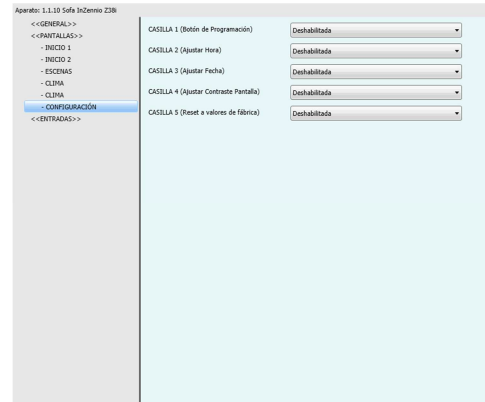 Aparato: 1.1.10 Sofa InZennio Z38i
<<GENERAL>>
<<PANTALLAS>>
- INICIO 1
- INICIO 2
- ESCENAS
- CLIMA
- CLIMA
- CONFIGURACIÓN
<<ENTRADAS>>
CASILLA 1 (Botón de Programación) Deshabilitada
CASILLA 2 (Ajustar Hora) Deshabilitada
CASILLA 3 (Ajustar Fecha) Deshabilitada
CASILLA 4 (Ajustar Contraste Pantalla) Deshabilitada
CASILLA 5 (Reset a valores de fábrica) Deshabilitada